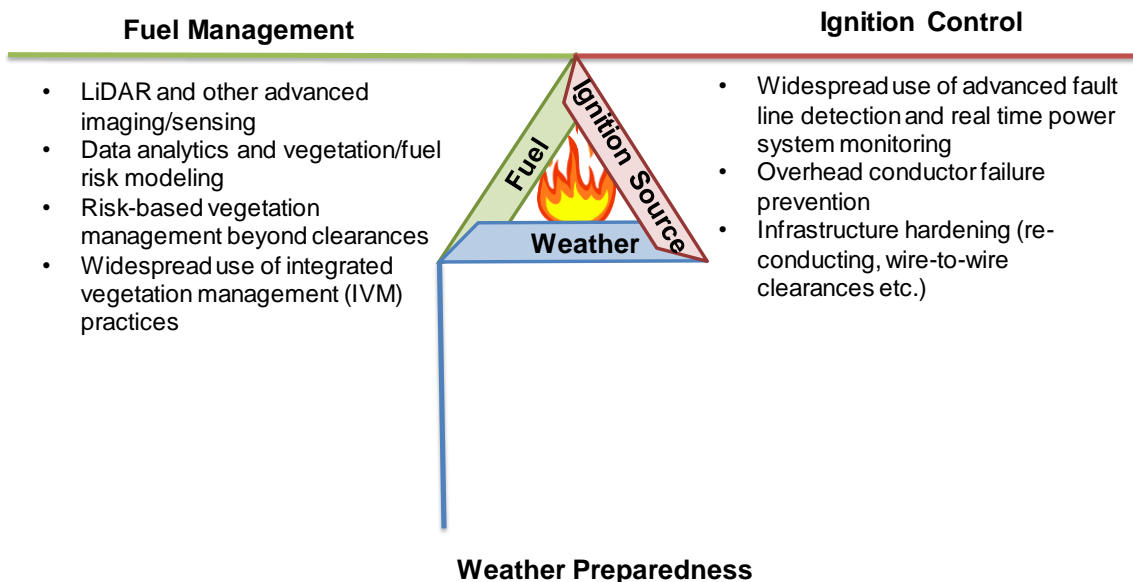 Fuel Management
Ignition Control
• LiDAR and other advanced
imaging/sensing
• Data analytics and vegetation/fuel
risk modeling
• Risk-based vegetation
management beyond clearances
• Widespread use of integrated
vegetation management (IVM)
practices
Fuel
Ignition Source
Weather
• Widespread use of advanced fault
line detection and real time power
system monitoring
• Overhead conductor failure
prevention
• Infrastructure hardening (re-
conducting, wire-to-wire
clearances etc.)
Weather Preparedness